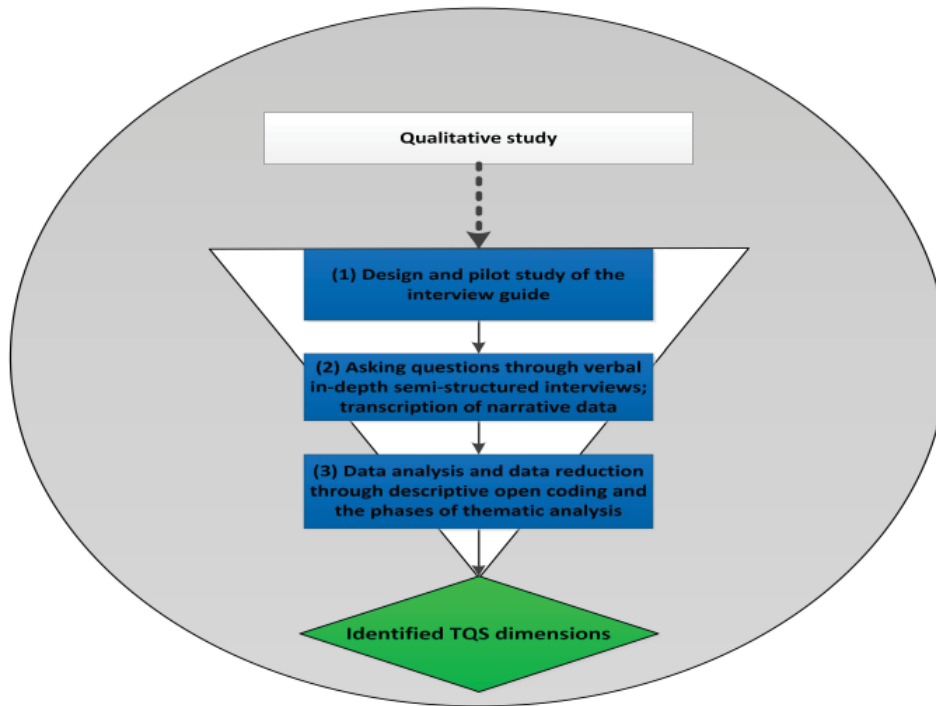 Qualitative study
(1) Design and pilot study of the
interview guide
(2) Asking questions through verbal
in-depth semi-structured interviews;
transcription of narrative data
(3) Data analysis and data reduction
through descriptive open coding and
the phases of thematic analysis
Identified TQS dimensions